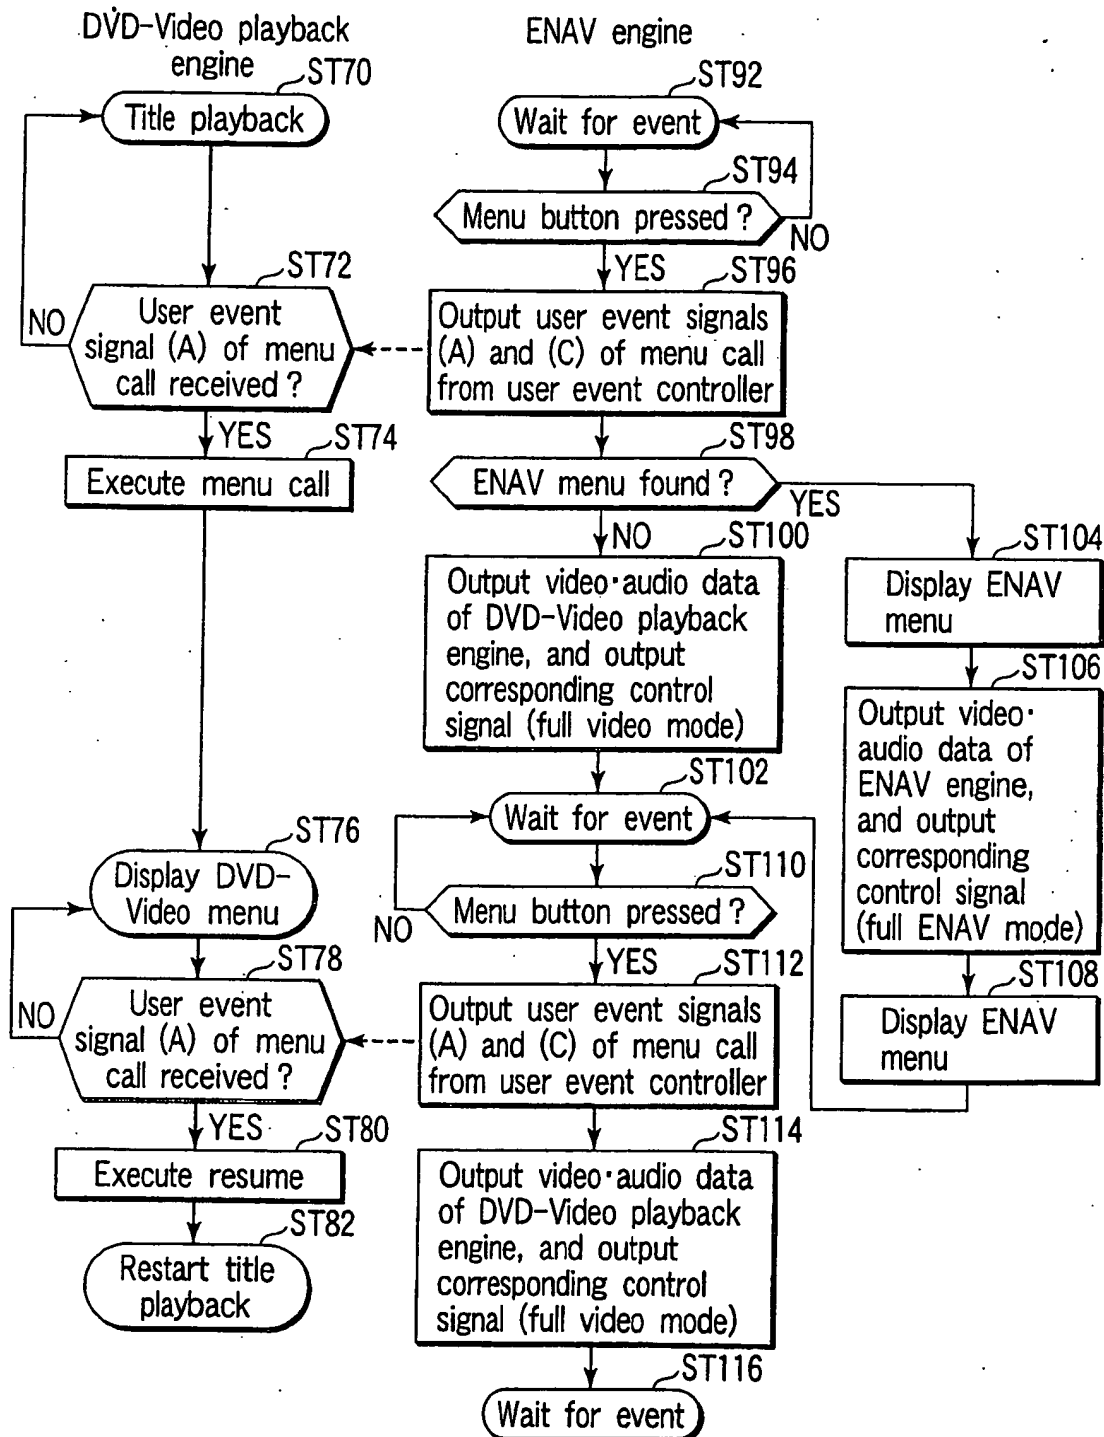 DVD-Video playback
engine
ST70
Title playback
ST72
User event
signal (A) of menu
call received ?
NO
YES
ST74
Execute menu call
ST76
Display DVD-
Video menu
ST78
User event
signal (A) of menu
call received ?
NO
YES
ST80
Execute resume
ST82
Restart title
playback
ENAV engine
ST92
Wait for event
ST94
Menu button pressed ?
NO
YES
ST96
Output user event signals
(A) and (C) of menu call
from user event controller
ST98
ENAV menu found ?
YES
NO
ST100
Output video·audio data
of DVD-Video playback
engine, and output
corresponding control
signal (full video mode)
ST102
Wait for event
ST110
Menu button pressed ?
NO
YES
ST112
Output user event signals
(A) and (C) of menu call
from user event controller
ST114
Output video·audio data
of DVD-Video playback
engine, and output
corresponding control
signal (full video mode)
ST116
Wait for event
ST104
Display ENAV
menu
ST106
Output video·
audio data of
ENAV engine,
and output
corresponding
control signal
(full ENAV mode)
ST108
Display ENAV
menu